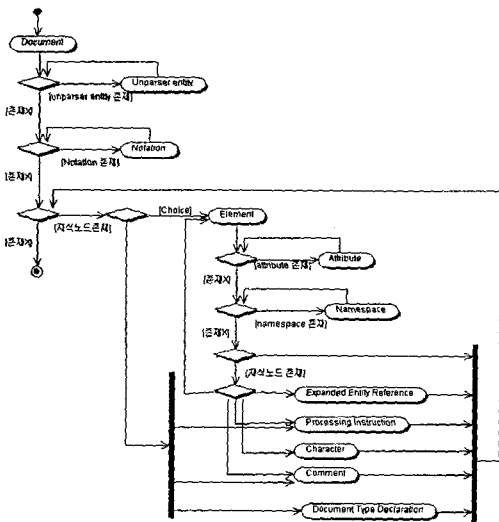 Document
Unparser entity
[unparser entity 존재]
[존재X]
Notation
[Notation 존재]
[존재X]
[Choice]
Element
[자식노드존재]
[존재X]
Attribute
[attribute 존재]
[존재X]
Namespace
[namespace 존재]
[존재X]
[자식노드 존재]
Expanded Entity Reference
Processing Instruction
Character
Comment
Document Type Declaration